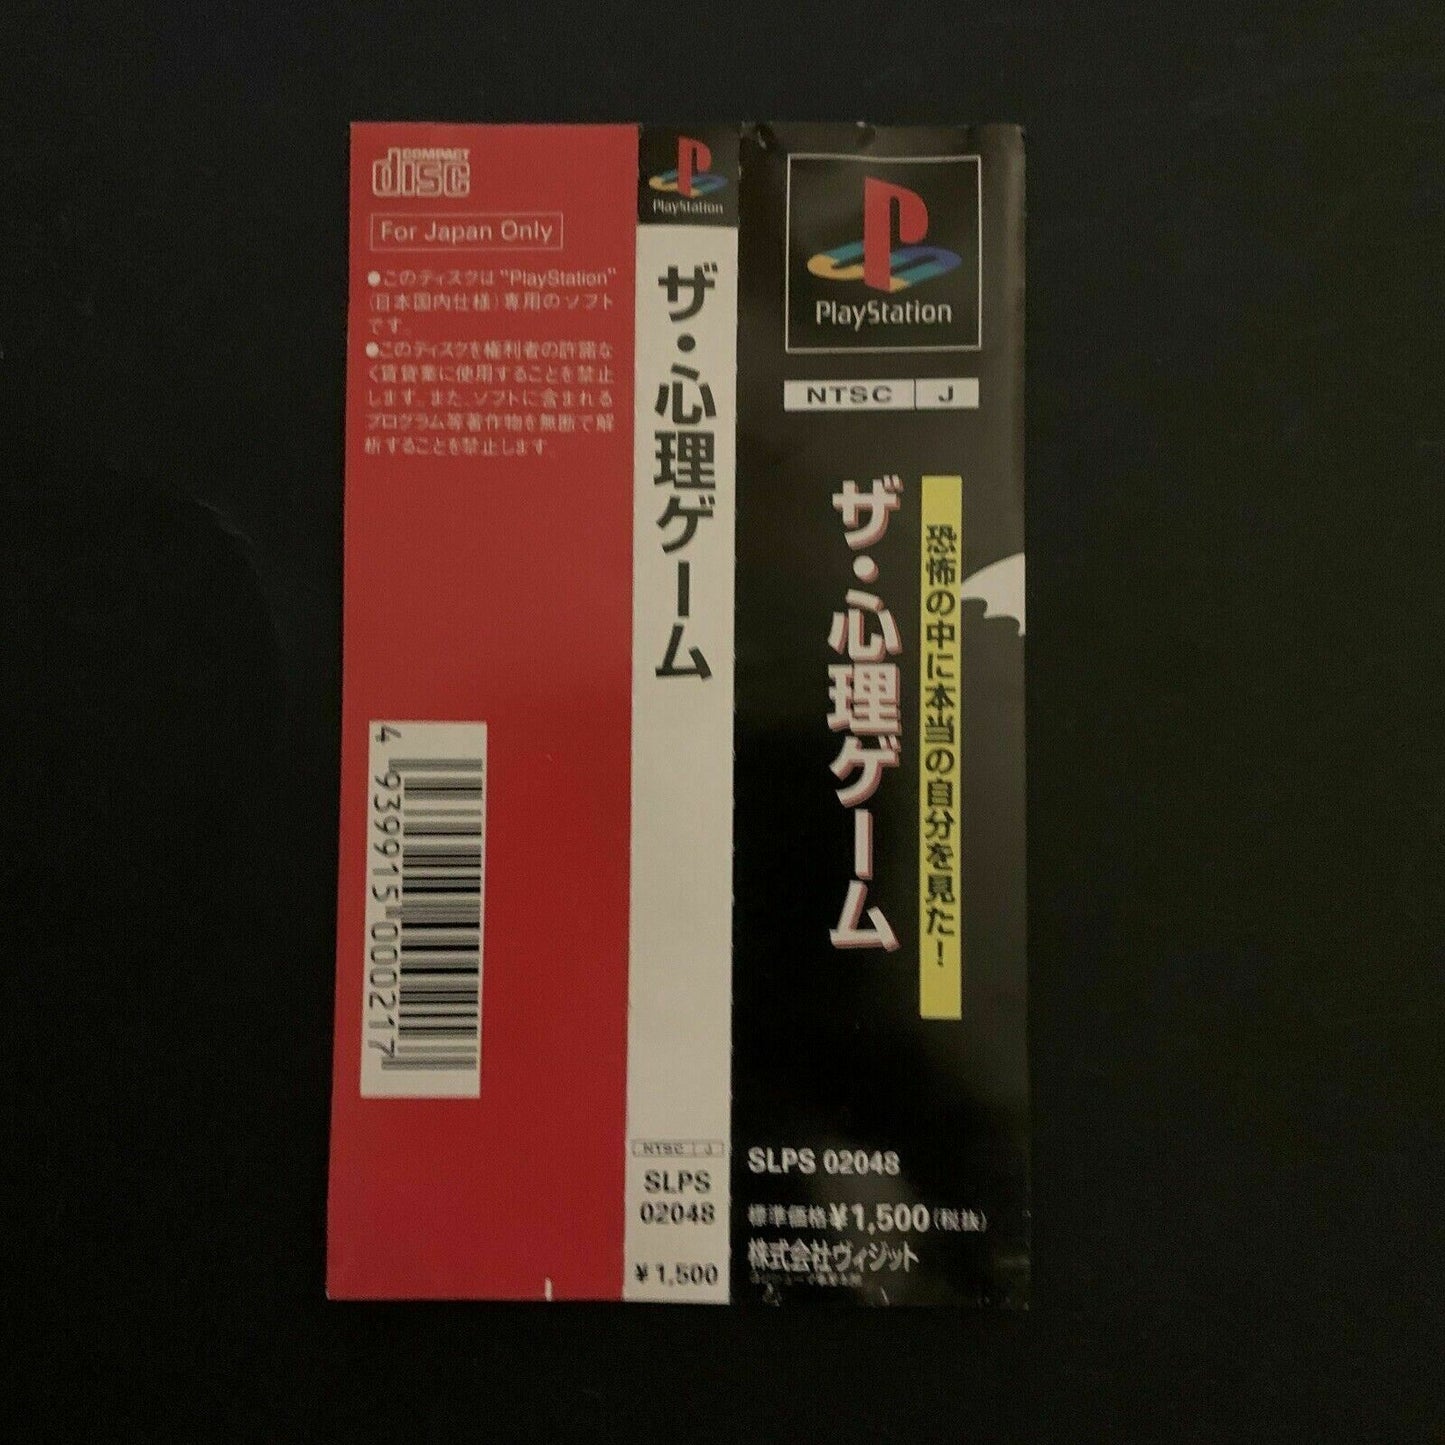 COMPACT
disc
For Japan Only
●このディスクは"PlayStation"
(日本国内仕様)専用のソフト
です。
●このディスクを権利者の許諾な
く賃貸業に使用することを禁止
します。また、ソフトに含まれる
プログラム等著作物を無断で解
析することを禁止します。
4 939915 000217
PlayStation
ザ・心理ゲーム
NTSC J
SLPS
02048
¥1,500
PlayStation
NTSC J
ザ・心理ゲーム
恐怖の中に本当の自分を見た!
SLPS 02048
標準価格¥1,500(税抜)
株式会社ヴィジット